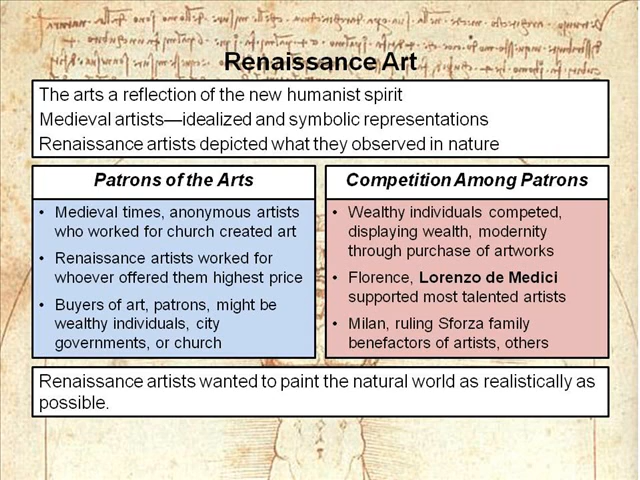 Renaissance Art
The arts a reflection of the new humanist spirit
Medieval artists—idealized and symbolic representations
Renaissance artists depicted what they observed in nature
Patrons of the Arts
• Medieval times, anonymous artists
who worked for church created art
• Renaissance artists worked for
whoever offered them highest price
• Buyers of art, patrons, might be
wealthy individuals, city
governments, or church
Competition Among Patrons
• Wealthy individuals competed,
displaying wealth, modernity
through purchase of artworks
• Florence, Lorenzo de Medici
supported most talented artists
• Milan, ruling Sforza family
benefactors of artists, others
Renaissance artists wanted to paint the natural world as realistically as
possible.